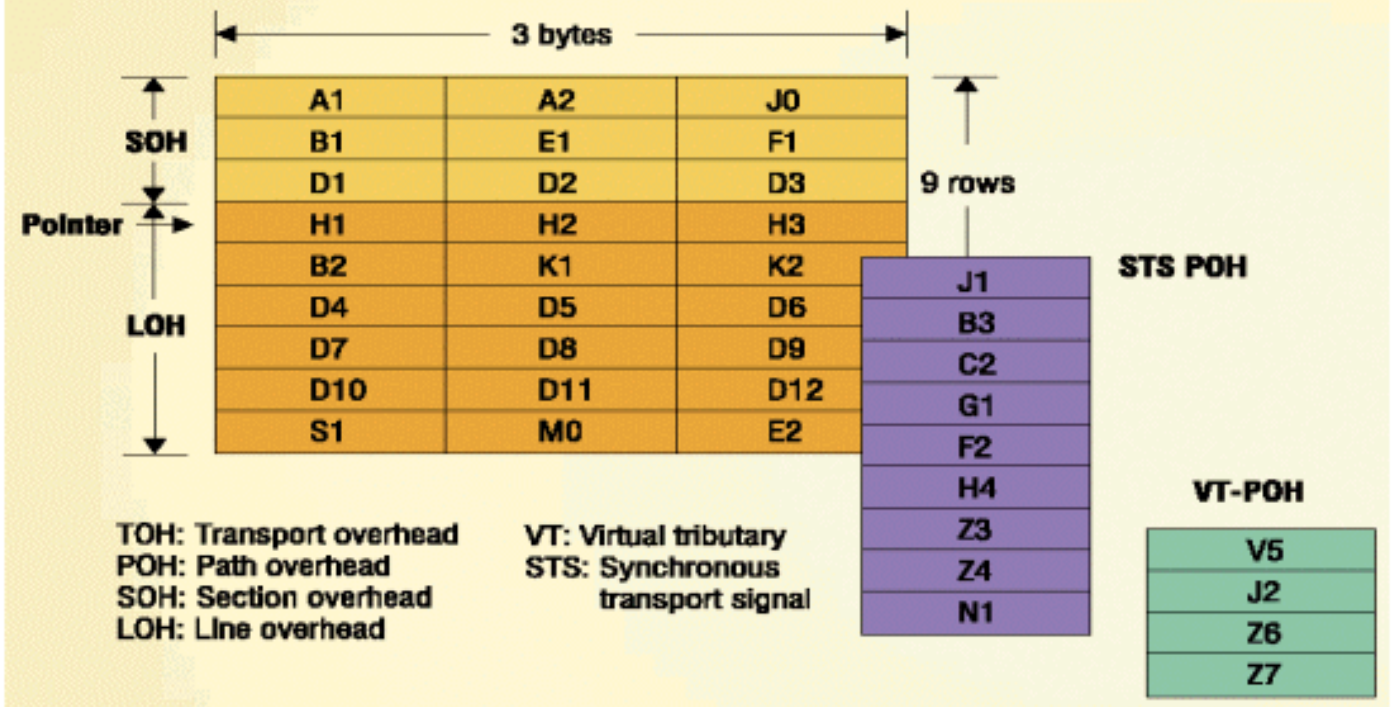 3 bytes
A1 A2 J0
SOH B1 E1 F1
D1 D2 D3 9 rows
Pointer H1 H2 H3
B2 K1 K2
LOH D4 D5 D6
D7 D8 D9
D10 D11 D12
S1 M0 E2
STS POH
J1
B3
C2
G1
F2
H4
Z3
Z4
N1
VT-POH
V5
J2
Z6
Z7
TOH: Transport overhead
POH: Path overhead
SOH: Section overhead
LOH: Line overhead
VT: Virtual tributary
STS: Synchronous
transport signal